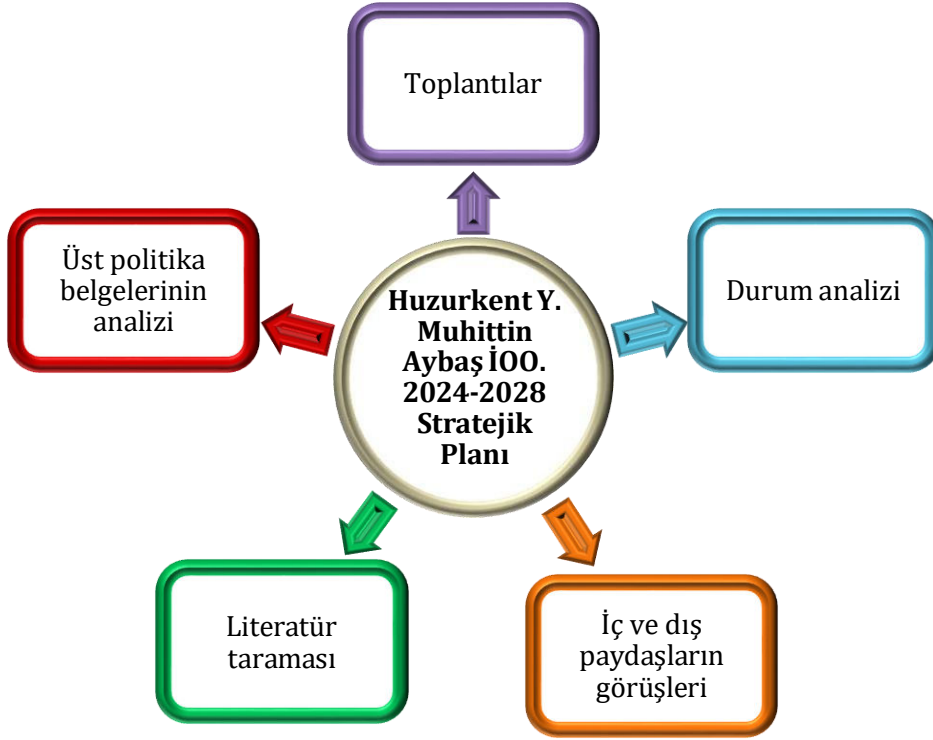 Toplantılar
Üst politika
belgelerinin
analizi
Huzurkent Y.
Muhittin
Aybaş İOO.
2024-2028
Stratejik
Planı
Durum analizi
Literatür
taraması
İç ve dış
paydaşların
görüşleri